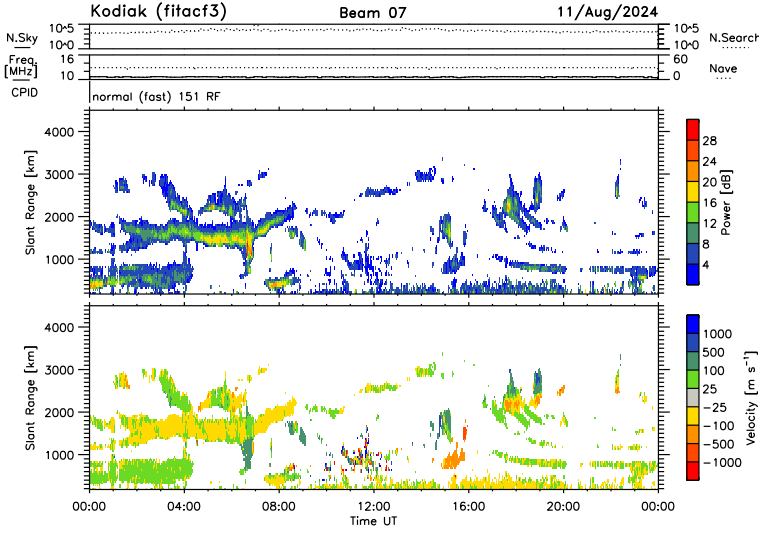 Kodiak (fitacf3) Beam 07 11/Aug/2024
N.Sky 10^5 10^0 10^5 10^0 N.Search
Freq. [MHz] 16 10 60 0 Nave
CPID normal (fast) 151 RF
Slant Range [km] 4000 3000 2000 1000
28 24 20 16 12 8 4 Power [dB]
Slant Range [km] 4000 3000 2000 1000
1000 500 100 25 −25 −100 −500 −1000 Velocity [m s⁻¹]
00:00 04:00 08:00 12:00 16:00 20:00 00:00
Time UT